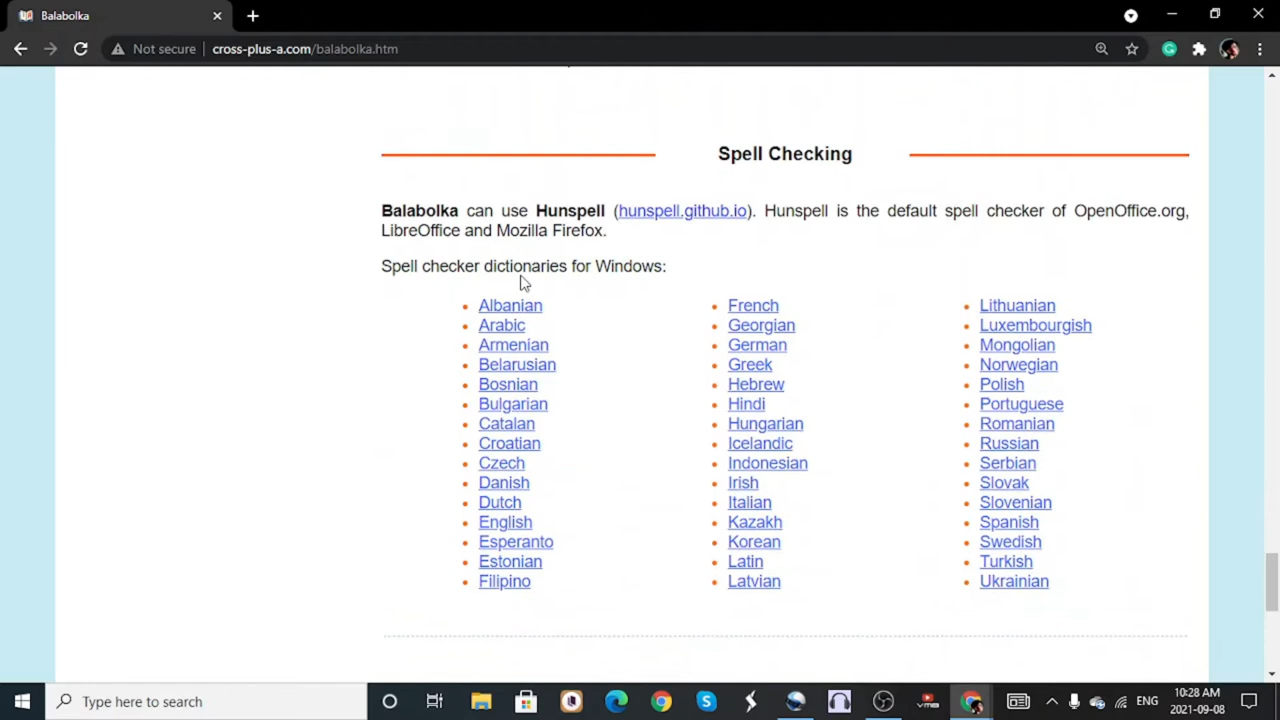 Balabolka
Not secure
cross-plus-a.com/balabolka.htm
Spell Checking
Balabolka can use Hunspell (hunspell.github.io). Hunspell is the default spell checker of OpenOffice.org,
LibreOffice and Mozilla Firefox.
Spell checker dictionaries for Windows:
Albanian
Arabic
Armenian
Belarusian
Bosnian
Bulgarian
Catalan
Croatian
Czech
Danish
Dutch
English
Esperanto
Estonian
Filipino
French
Georgian
German
Greek
Hebrew
Hindi
Hungarian
Icelandic
Indonesian
Irish
Italian
Kazakh
Korean
Latin
Latvian
Lithuanian
Luxembourgish
Mongolian
Norwegian
Polish
Portuguese
Romanian
Russian
Serbian
Slovak
Slovenian
Spanish
Swedish
Turkish
Ukrainian
Type here to search
ENG
10:28 AM
2021-09-08